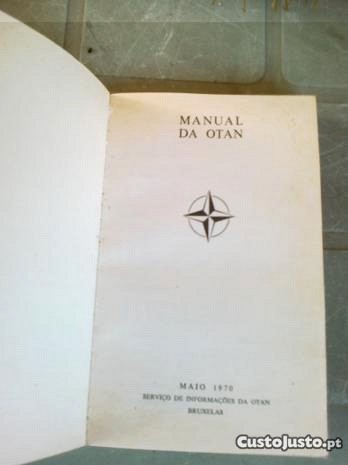 MANUAL
DA OTAN
MAIO 1970
SERVIÇO DE INFORMAÇÕES DA OTAN
BRUXELAS
CustoJusto.pt